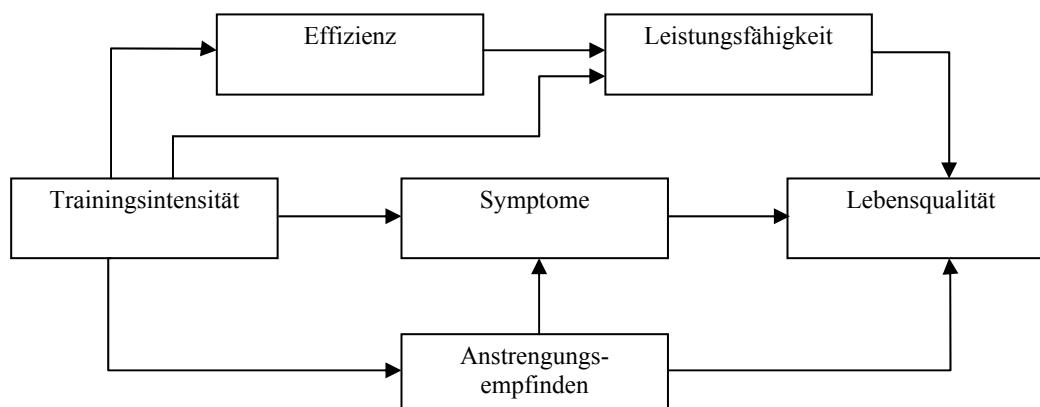 Effizienz
Leistungsfähigkeit
Trainingsintensität
Symptome
Lebensqualität
Anstrengungs-
empfinden